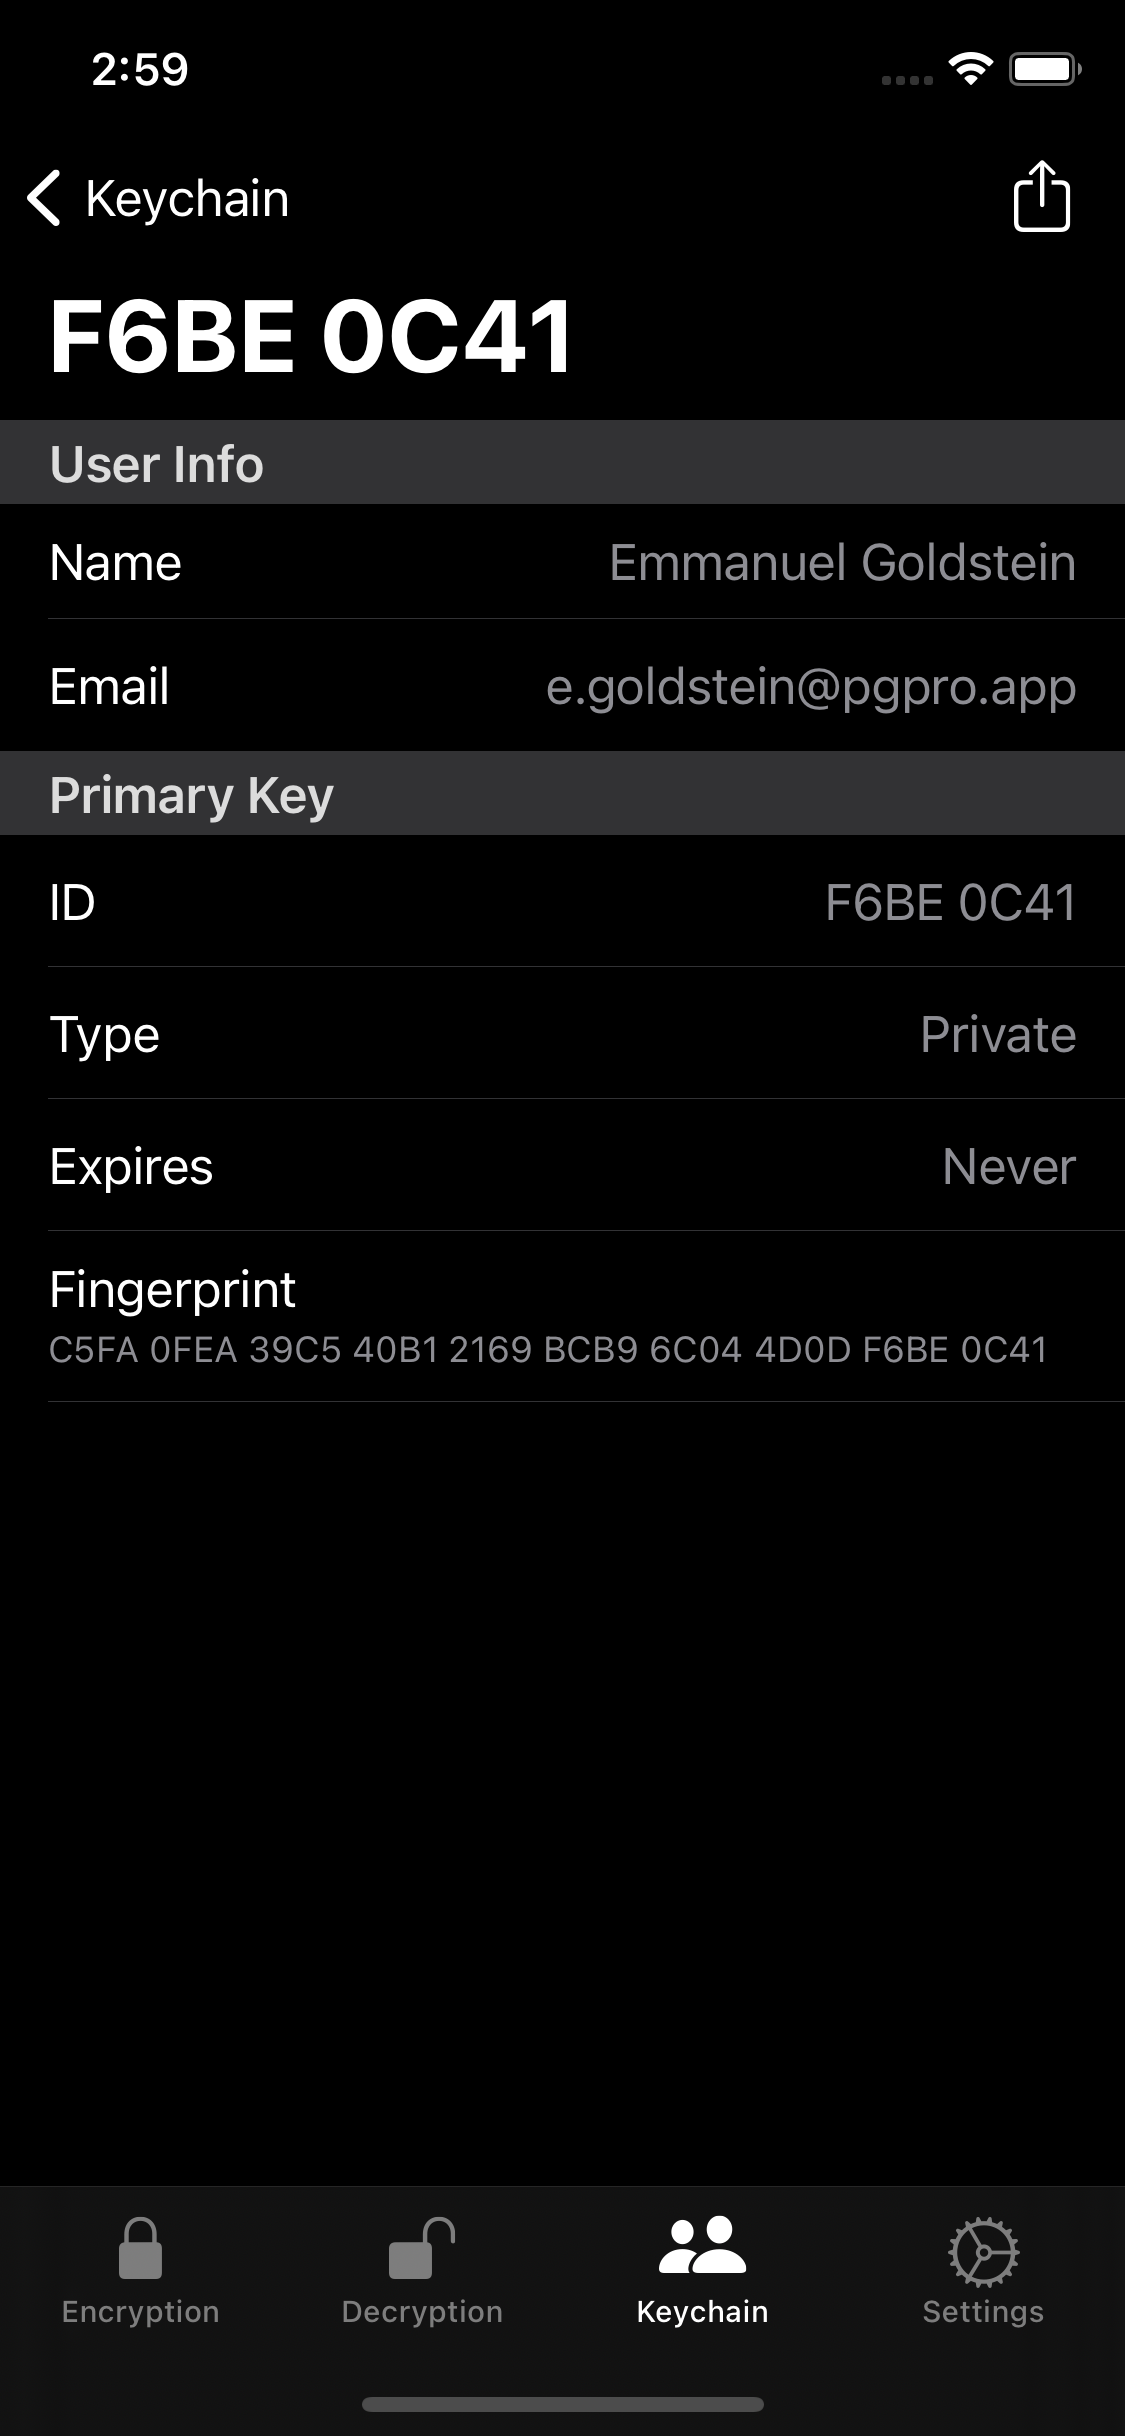 2:59
Keychain
F6BE 0C41
User Info
Name Emmanuel Goldstein
Email e.goldstein@pgpro.app
Primary Key
ID F6BE 0C41
Type Private
Expires Never
Fingerprint
C5FA 0FEA 39C5 40B1 2169 BCB9 6C04 4D0D F6BE 0C41
Encryption Decryption Keychain Settings